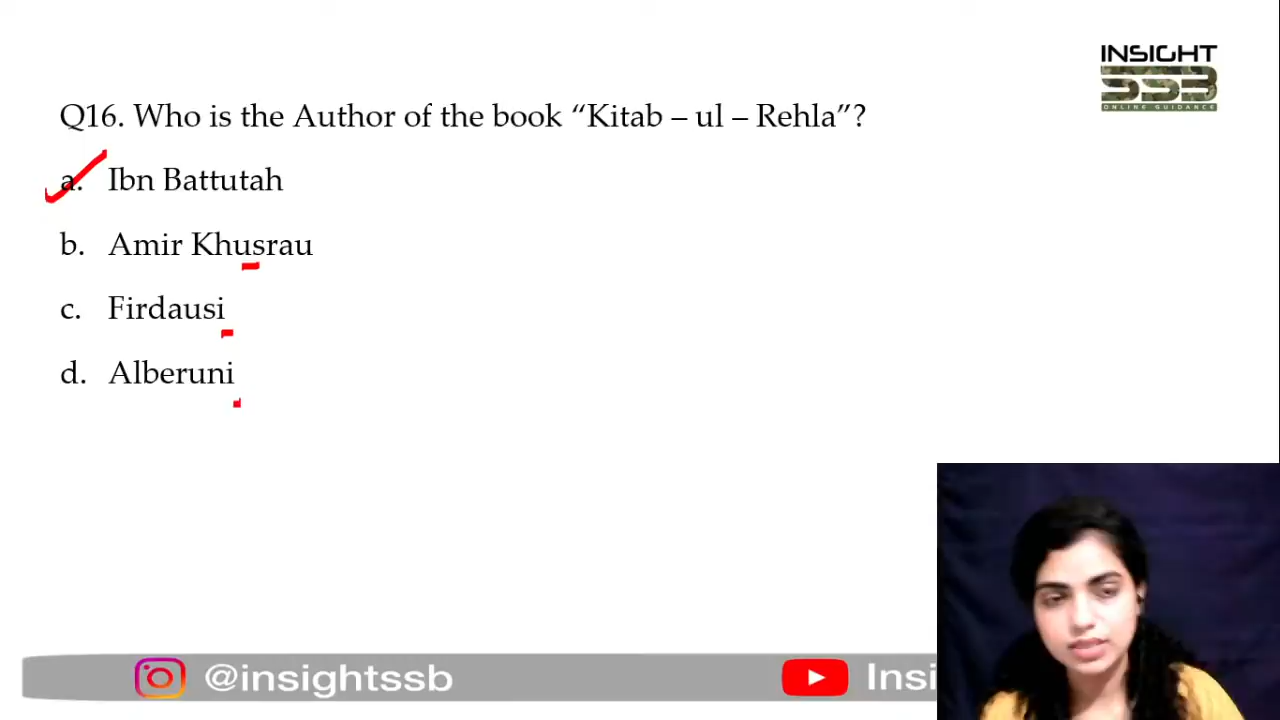 INSIGHT
SSB
ONLINE GUIDANCE
Q16. Who is the Author of the book “Kitab – ul – Rehla”?
a. Ibn Battutah
b. Amir Khusrau
c. Firdausi
d. Alberuni
@insightssb
Insi